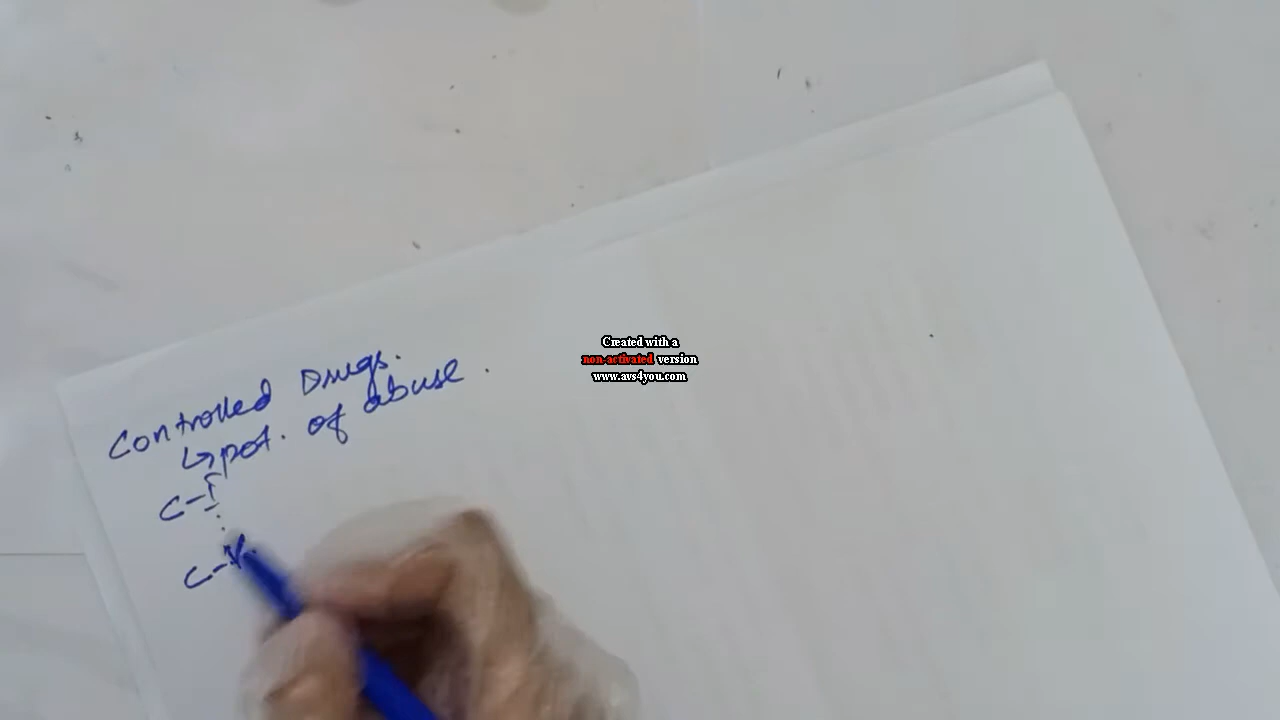 Controlled Drugs.
↳ pot. of abuse.
C-I
:
C-V
Created with a
non-activated version
www.avs4you.com